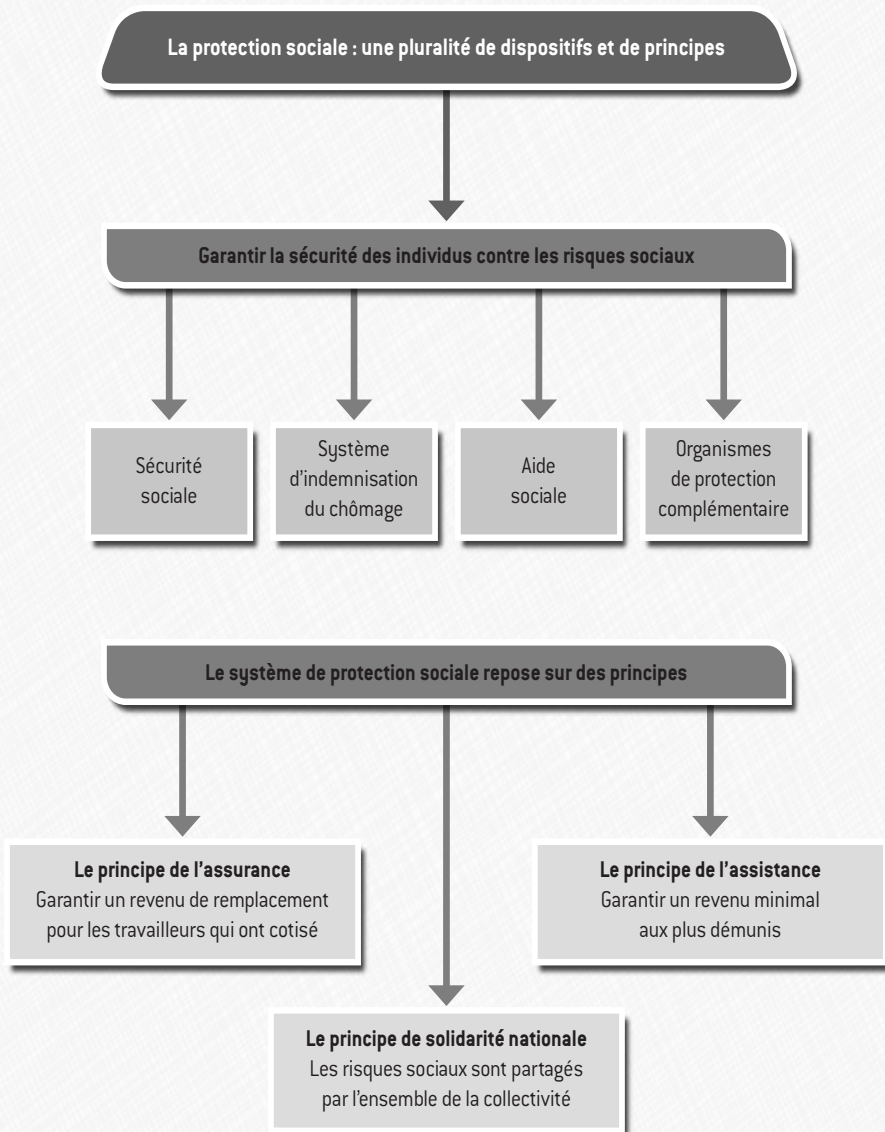 La protection sociale : une pluralité de dispositifs et de principes
Garantir la sécurité des individus contre les risques sociaux
Sécurité
sociale
Système
d'indemnisation
du chômage
Aide
sociale
Organismes
de protection
complémentaire
Le système de protection sociale repose sur des principes
Le principe de l'assurance
Garantir un revenu de remplacement
pour les travailleurs qui ont cotisé
Le principe de l'assistance
Garantir un revenu minimal
aux plus démunis
Le principe de solidarité nationale
Les risques sociaux sont partagés
par l'ensemble de la collectivité